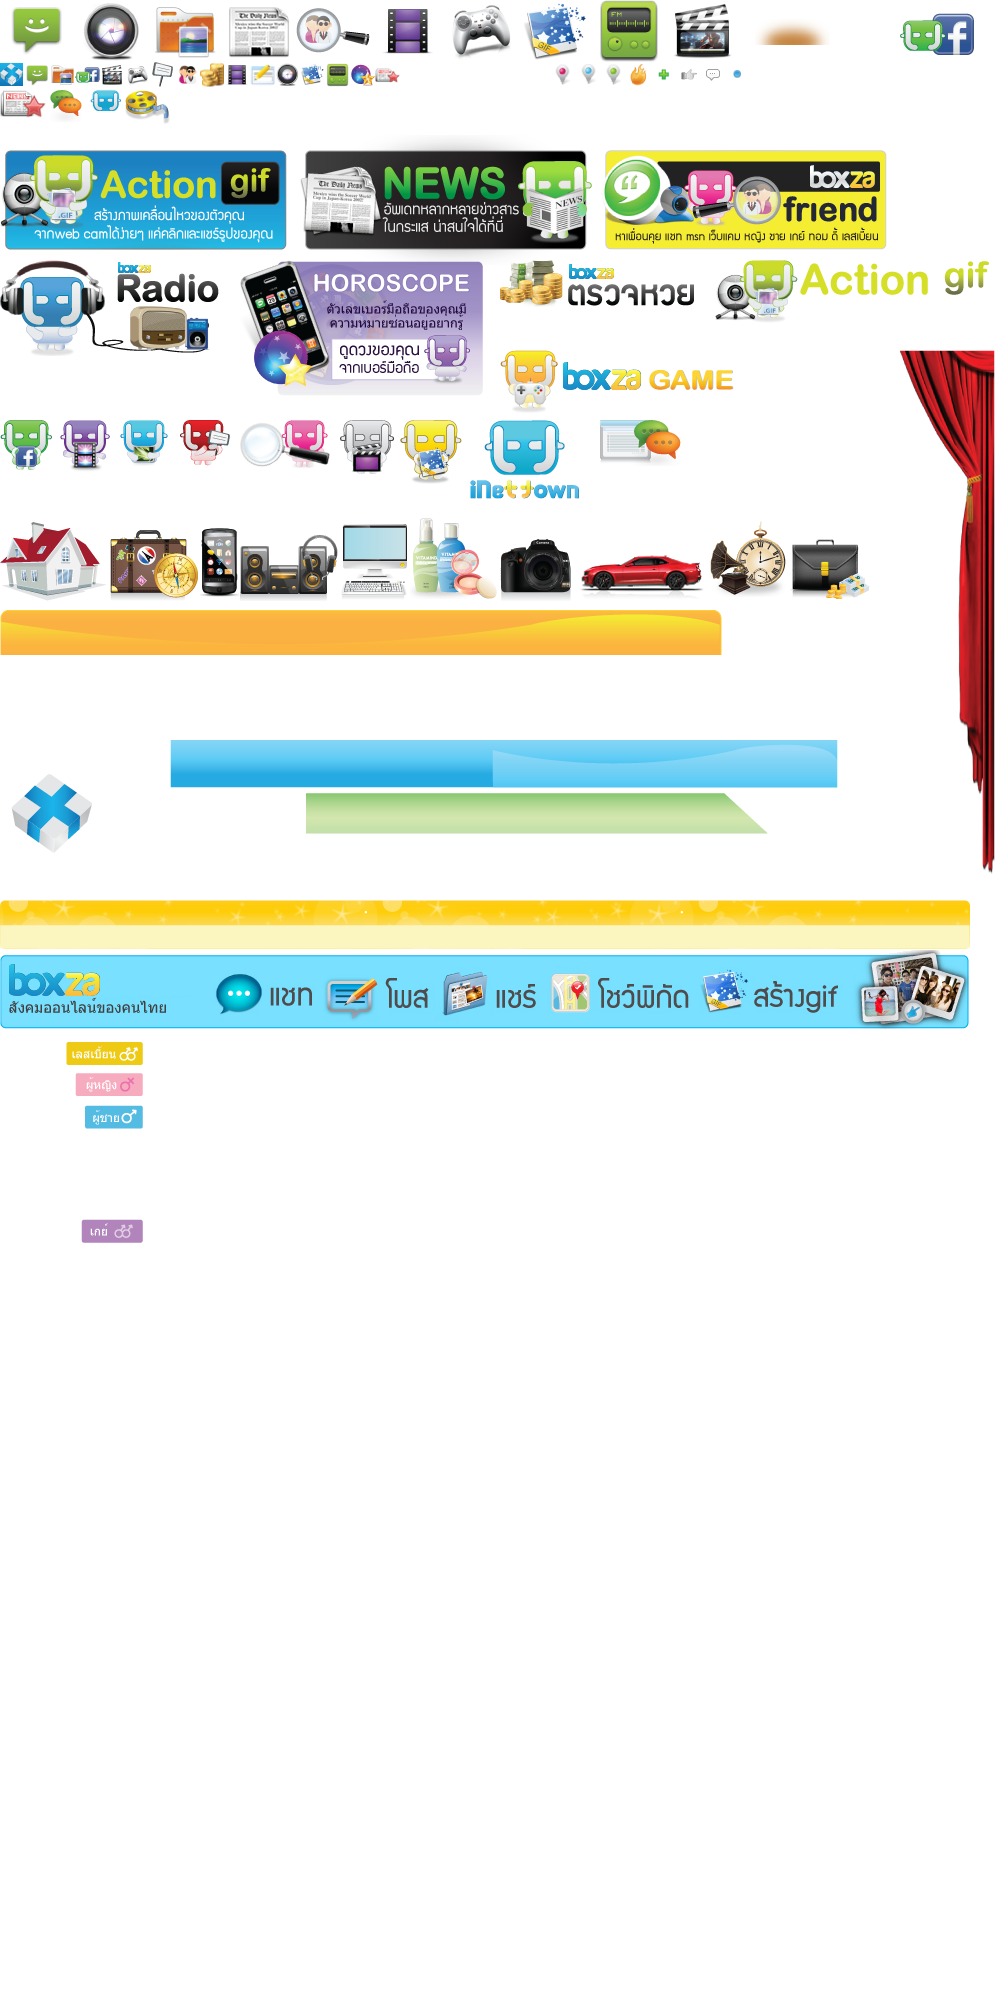 GIF
FM
The Daily News
NEWS
Action gif
สร้างภาพเคลื่อนไหวของตัวคุณ
จากweb camได้ง่ายๆ แค่คลิกและแชร์รูปของคุณ
.GIF
The Daily News
NEWS
อัพเดทหลากหลายข่าวสาร
ในกระแส น่าสนใจได้ที่นี่
NEWS
boxza
friend
หาเพื่อนคุย แชท msn เว็บแคม หญิง ชาย เกย์ ทอม ดี้ เลสเบี้ยน
boxza
Radio
HOROSCOPE
ตัวเลขเบอร์มือถือของคุณมี
ความหมายซ่อนอยู่อยากรู้
ดูดวงของคุณ
จากเบอร์มือถือ
boxza
ตรวจหวย
Action gif
.GIF
boxza GAME
iNettown
boxza
สังคมออนไลน์ของคนไทย
แชท
โพส
แชร์
โชว์พิกัด
สร้างgif
เลสเบี้ยน
ผู้หญิง
ผู้ชาย
เกย์